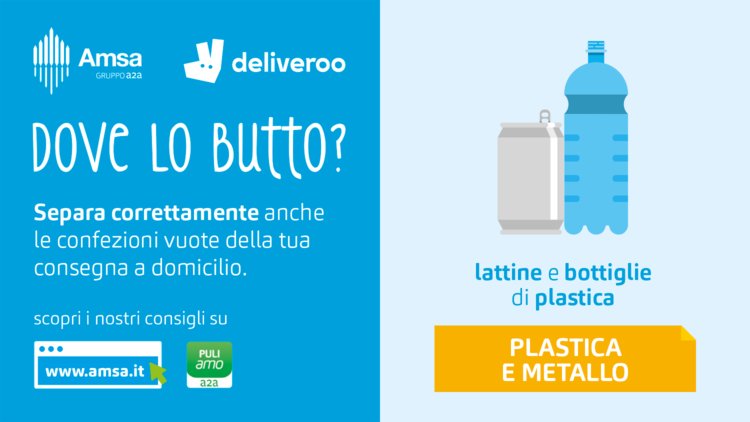 Amsa
GRUPPO a2a
deliveroo
DOVE LO BUTTO?
Separa correttamente anche
le confezioni vuote della tua
consegna a domicilio.
scopri i nostri consigli su
www.amsa.it
PULI
amo
a2a
lattine e bottiglie
di plastica
PLASTICA
E METALLO